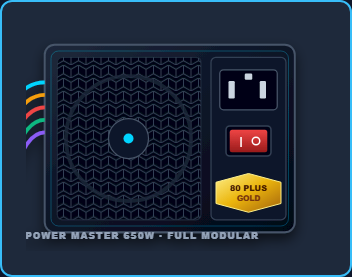 80 PLUS
GOLD
POWER MASTER 650W - FULL MODULAR